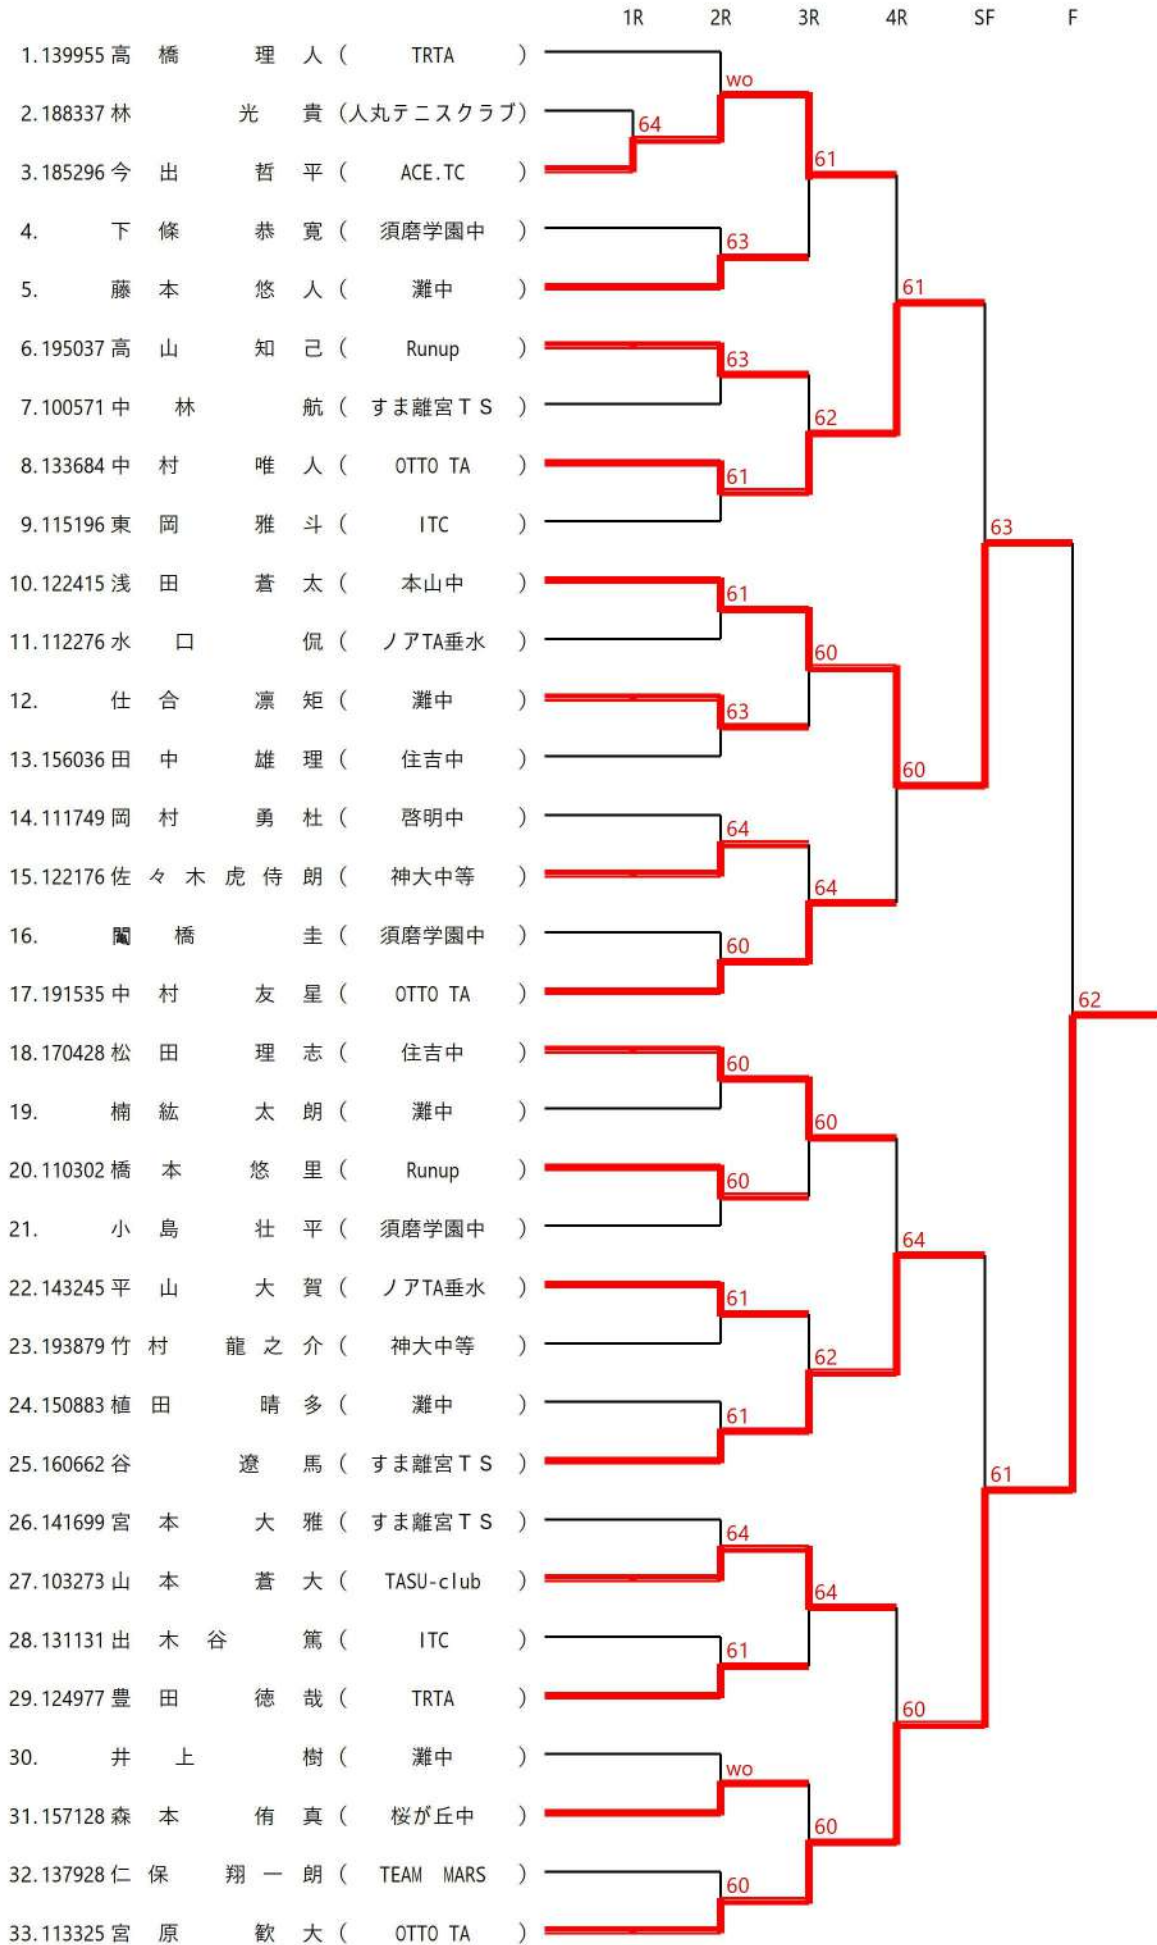 1R 2R 3R 4R SF F
1.139955 高橋 理人 ( TRTA )
wo
2.188337 林 光貴 (人丸テニスクラブ)
64
3.185296 今出 哲平 ( ACE.TC )
61
4. 下條 恭寛 ( 須磨学園中 )
63
5. 藤本 悠人 ( 灘中 )
61
6.195037 高山 知己 ( Runup )
63
7.100571 中林 航 ( すま離宮TS )
62
8.133684 中村 唯人 ( OTTO TA )
61
9.115196 東岡 雅斗 ( ITC )
63
10.122415 浅田 蒼太 ( 本山中 )
61
11.112276 水口 侃 ( ノアTA垂水 )
60
12. 仕合 凛矩 ( 灘中 )
63
13.156036 田中 雄理 ( 住吉中 )
60
14.111749 岡村 勇杜 ( 啓明中 )
64
15.122176 佐々木 虎侍朗 ( 神大中等 )
64
16. 橋 圭 ( 須磨学園中 )
60
17.191535 中村 友星 ( OTTO TA )
62
18.170428 松田 理志 ( 住吉中 )
60
19. 楠 紘太朗 ( 灘中 )
60
20.110302 橋本 悠里 ( Runup )
60
21. 小島 壮平 ( 須磨学園中 )
64
22.143245 平山 大賀 ( ノアTA垂水 )
61
23.193879 竹村 龍之介 ( 神大中等 )
62
24.150883 植田 晴多 ( 灘中 )
61
25.160662 谷 遼馬 ( すま離宮TS )
61
26.141699 宮本 大雅 ( すま離宮TS )
64
27.103273 山本 蒼大 ( TASU-club )
64
28.131131 出木谷 篤 ( ITC )
61
29.124977 豊田 徳哉 ( TRTA )
60
30. 井上 樹 ( 灘中 )
wo
31.157128 森本 侑真 ( 桜が丘中 )
60
32.137928 仁保 翔一朗 ( TEAM MARS )
60
33.113325 宮原 歓大 ( OTTO TA )